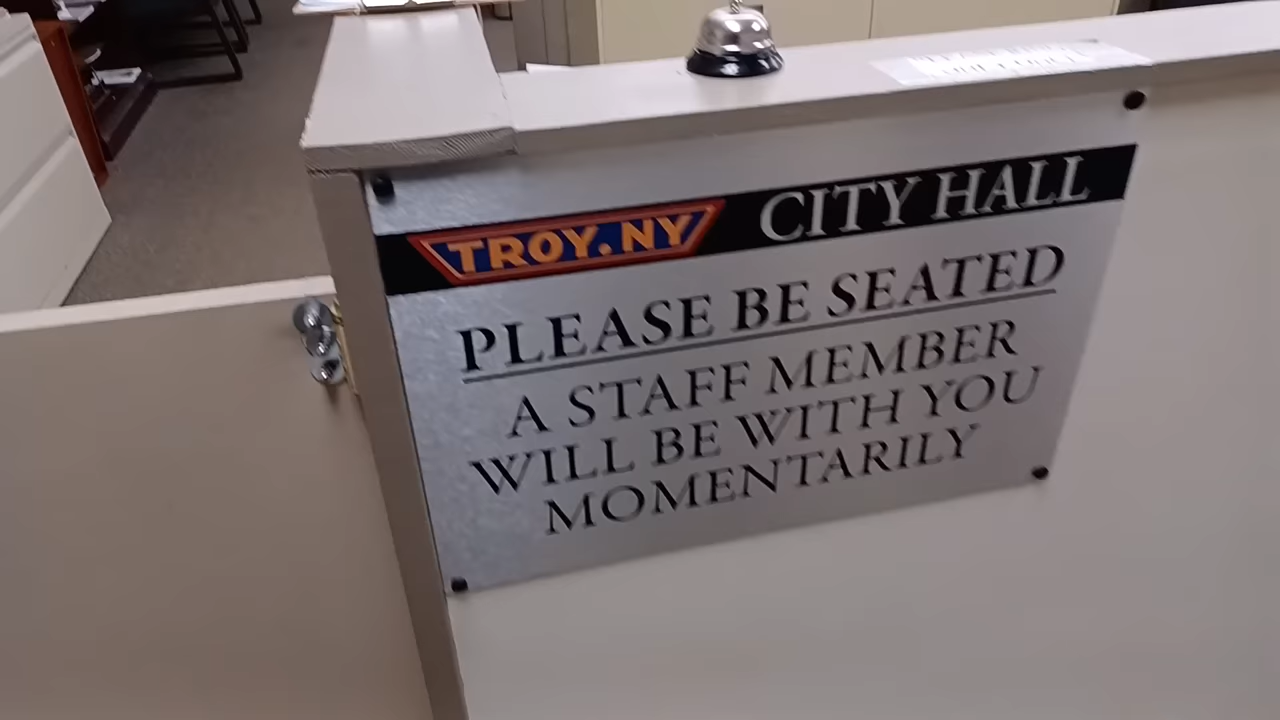 TROY.NY CITY HALL
PLEASE BE SEATED
A STAFF MEMBER
WILL BE WITH YOU
MOMENTARILY